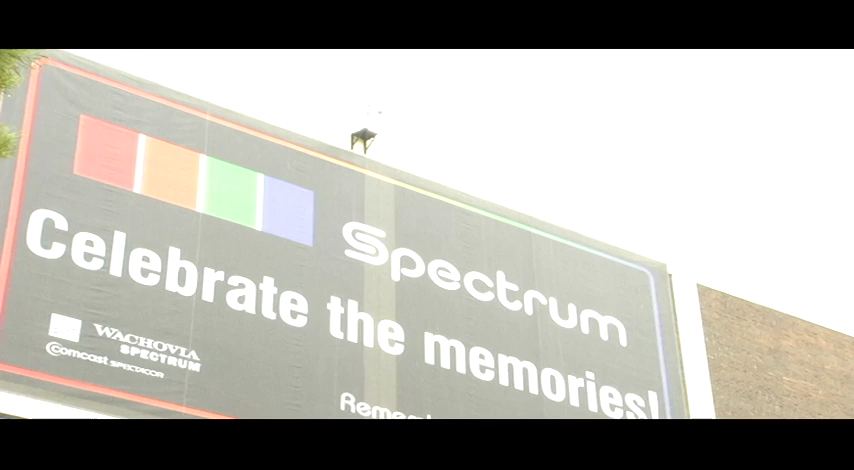 Spectrum
Celebrate the memories!
WACHOVIA
SPECTRUM
Comcast SPECTACOR